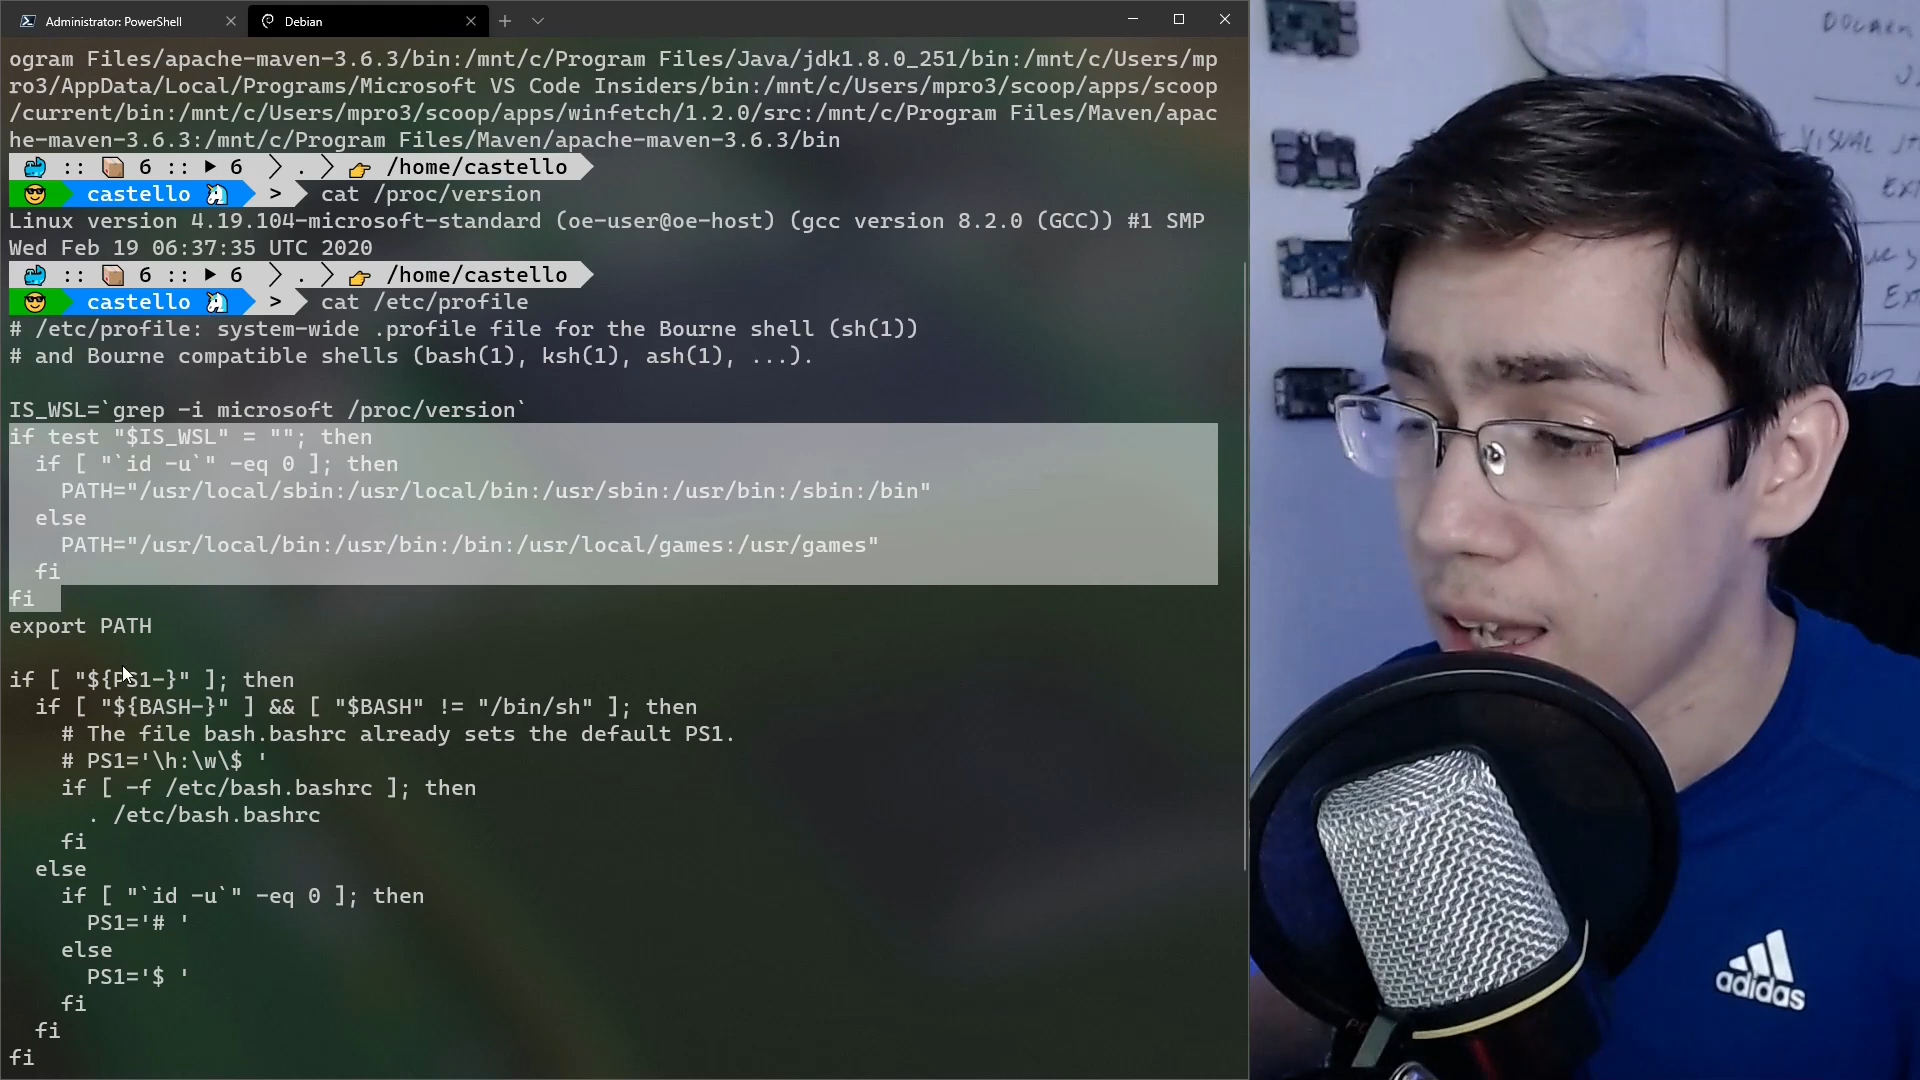 Administrator: PowerShell
Debian
ogram Files/apache-maven-3.6.3/bin:/mnt/c/Program Files/Java/jdk1.8.0_251/bin:/mnt/c/Users/mp
ro3/AppData/Local/Programs/Microsoft VS Code Insiders/bin:/mnt/c/Users/mpro3/scoop/apps/scoop
/current/bin:/mnt/c/Users/mpro3/scoop/apps/winfetch/1.2.0/src:/mnt/c/Program Files/Maven/apac
he-maven-3.6.3:/mnt/c/Program Files/Maven/apache-maven-3.6.3/bin
:: 6 :: 6 . /home/castello
castello > cat /proc/version
Linux version 4.19.104-microsoft-standard (oe-user@oe-host) (gcc version 8.2.0 (GCC)) #1 SMP
Wed Feb 19 06:37:35 UTC 2020
:: 6 :: 6 . /home/castello
castello > cat /etc/profile
# /etc/profile: system-wide .profile file for the Bourne shell (sh(1))
# and Bourne compatible shells (bash(1), ksh(1), ash(1), ...).
IS_WSL=`grep -i microsoft /proc/version`
if test "$IS_WSL" = ""; then
  if [ "`id -u`" -eq 0 ]; then
    PATH="/usr/local/sbin:/usr/local/bin:/usr/sbin:/usr/bin:/sbin:/bin"
  else
    PATH="/usr/local/bin:/usr/bin:/bin:/usr/local/games:/usr/games"
  fi
fi
export PATH
if [ "${PS1-}" ]; then
  if [ "${BASH-}" ] && [ "$BASH" != "/bin/sh" ]; then
    # The file bash.bashrc already sets the default PS1.
    # PS1='\h:\w\$ '
    if [ -f /etc/bash.bashrc ]; then
      . /etc/bash.bashrc
    fi
  else
    if [ "`id -u`" -eq 0 ]; then
      PS1='# '
    else
      PS1='$ '
    fi
  fi
fi
VISUAL
adidas